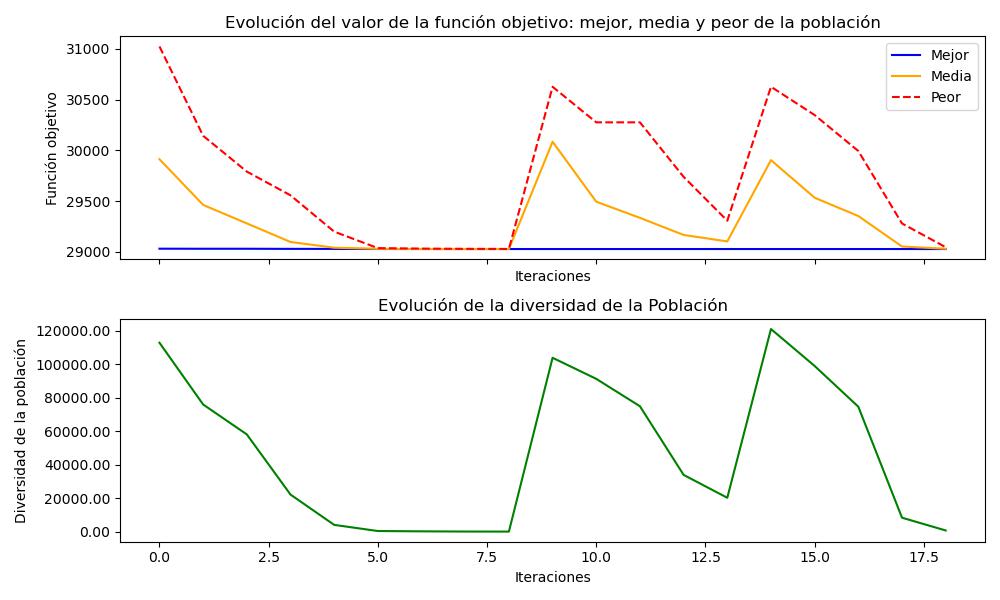 Evolución del valor de la función objetivo: mejor, media y peor de la población
31000
30500
30000
29500
29000
Función objetivo
Mejor
Media
Peor
Iteraciones
Evolución de la diversidad de la Población
120000.00
100000.00
80000.00
60000.00
40000.00
20000.00
0.00
Diversidad de la población
0.0 2.5 5.0 7.5 10.0 12.5 15.0 17.5
Iteraciones